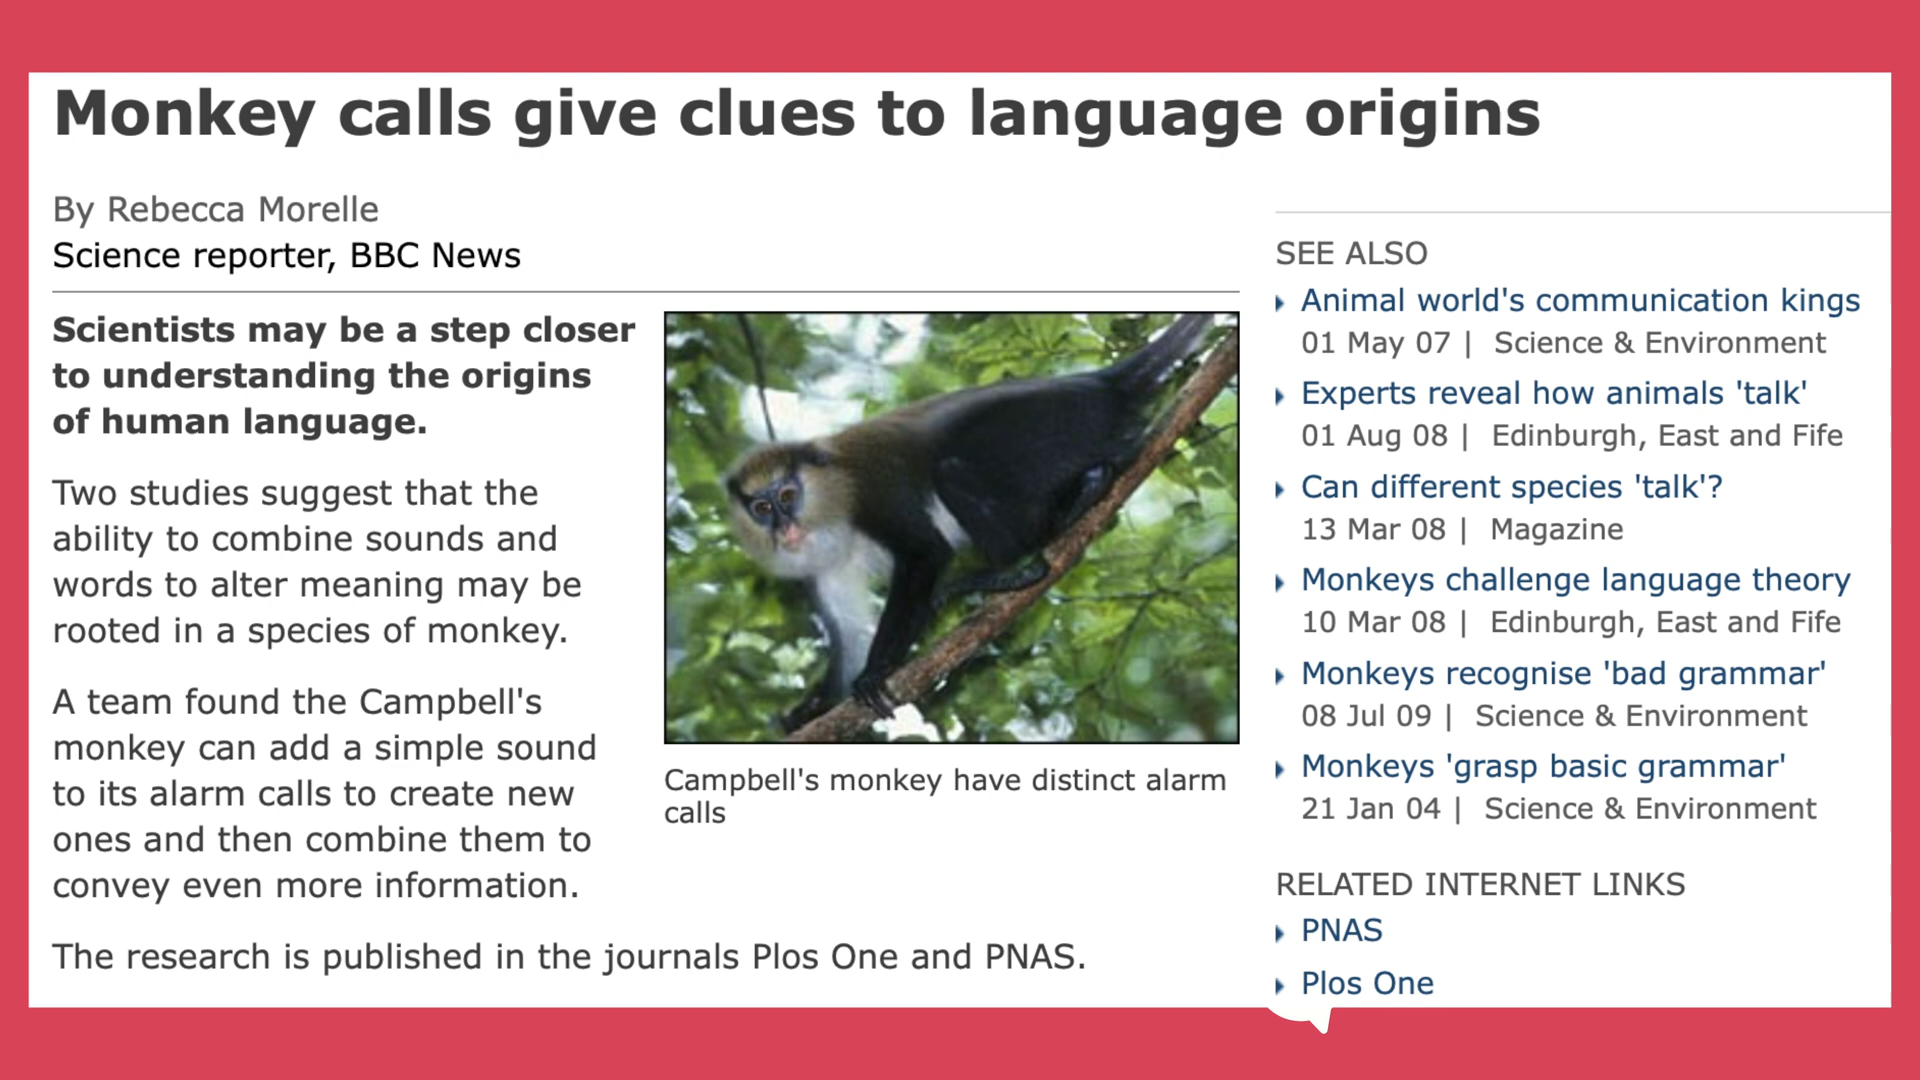 Monkey calls give clues to language origins
By Rebecca Morelle
Science reporter, BBC News
Scientists may be a step closer
to understanding the origins
of human language.
Two studies suggest that the
ability to combine sounds and
words to alter meaning may be
rooted in a species of monkey.
A team found the Campbell's
monkey can add a simple sound
to its alarm calls to create new
ones and then combine them to
convey even more information.
The research is published in the journals Plos One and PNAS.
Campbell's monkey have distinct alarm
calls
SEE ALSO
Animal world's communication kings
01 May 07 | Science & Environment
Experts reveal how animals 'talk'
01 Aug 08 | Edinburgh, East and Fife
Can different species 'talk'?
13 Mar 08 | Magazine
Monkeys challenge language theory
10 Mar 08 | Edinburgh, East and Fife
Monkeys recognise 'bad grammar'
08 Jul 09 | Science & Environment
Monkeys 'grasp basic grammar'
21 Jan 04 | Science & Environment
RELATED INTERNET LINKS
PNAS
Plos One